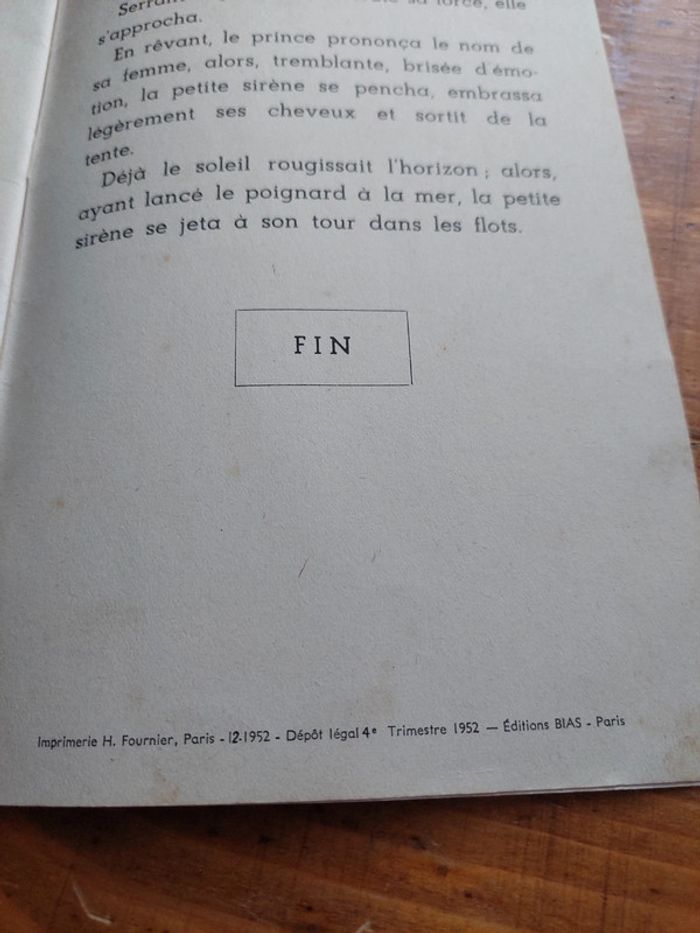 sa force, elle
s'approcha.
En rêvant, le prince prononça le nom de
sa femme, alors, tremblante, brisée d'émo-
tion, la petite sirène se pencha, embrassa
légèrement ses cheveux et sortit de la
tente.
Déjà le soleil rougissait l'horizon ; alors,
ayant lancé le poignard à la mer, la petite
sirène se jeta à son tour dans les flots.
FIN
Imprimerie H. Fournier, Paris - 12-1952 - Dépôt légal 4e Trimestre 1952 — Éditions BIAS - Paris